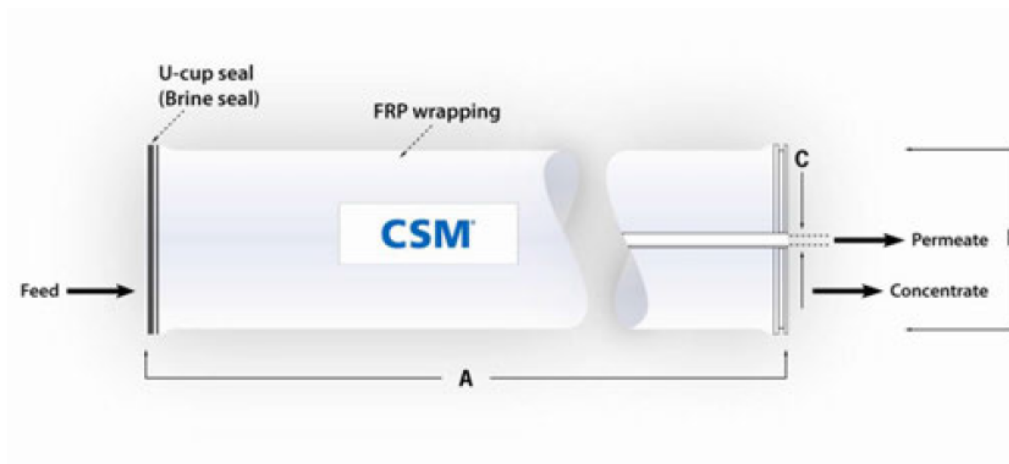 U-cup seal
(Brine seal)
FRP wrapping
C
CSM
Permeate
Feed
Concentrate
A